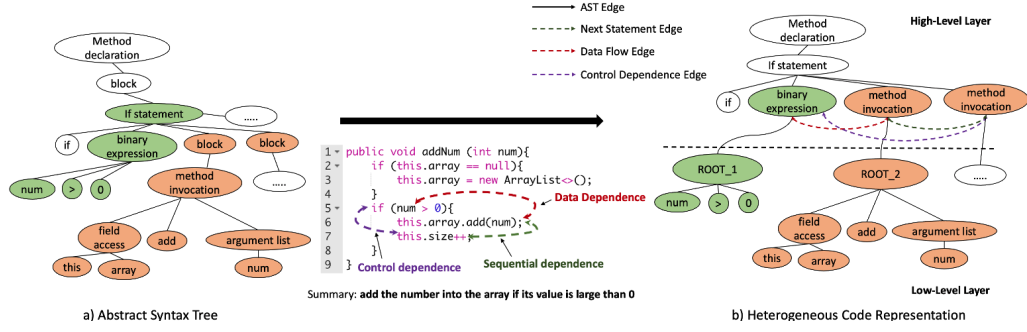 AST Edge
Next Statement Edge
Data Flow Edge
Control Dependence Edge
High-Level Layer
Method
declaration
block
If statement
.....
if
binary
expression
block
block
num
>
0
method
invocation
.....
field
access
add
argument list
this
array
num
a) Abstract Syntax Tree
1 public void addNum (int num){
2 if (this.array == null){
3 this.array = new ArrayList<>();
4 }
5 if (num > 0){
6 this.array.add(num);
7 this.size++;
8 }
9 }
Data Dependence
Control dependence
Sequential dependence
Summary: add the number into the array if its value is large than 0
Method
declaration
If statement
if
binary
expression
method
invocation
method
invocation
ROOT_1
num
>
0
ROOT_2
.....
field
access
add
argument list
this
array
num
Low-Level Layer
b) Heterogeneous Code Representation